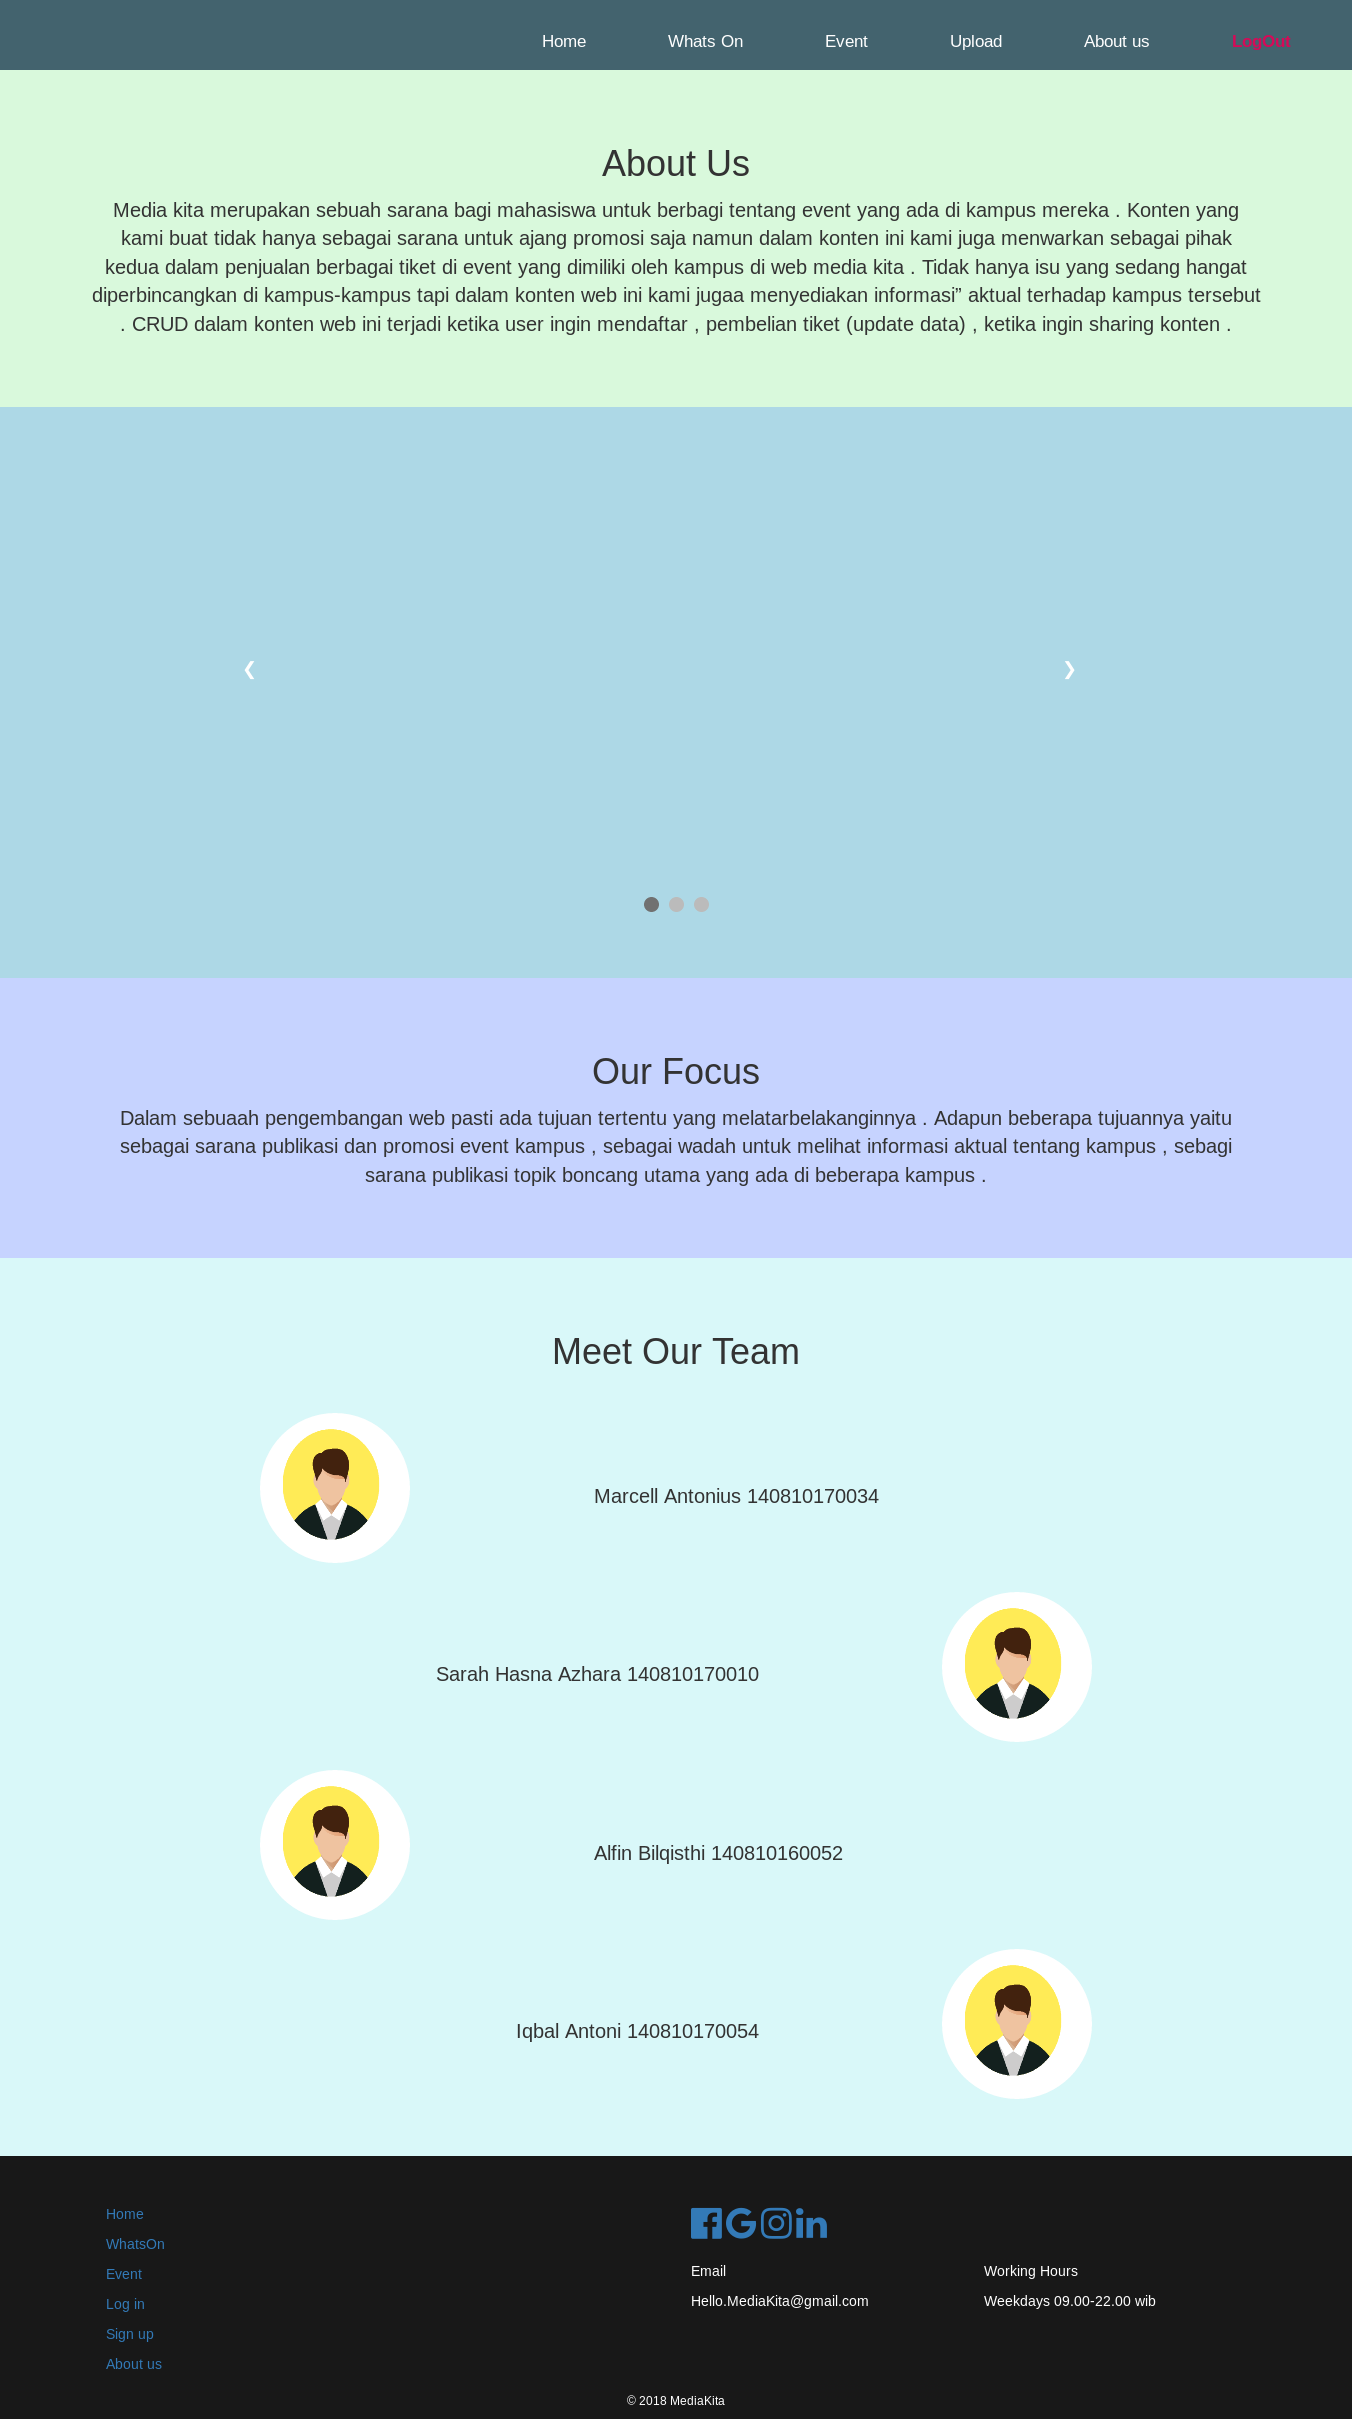 Home Whats On Event Upload About us LogOut
About Us
Media kita merupakan sebuah sarana bagi mahasiswa untuk berbagi tentang event yang ada di kampus mereka . Konten yang
kami buat tidak hanya sebagai sarana untuk ajang promosi saja namun dalam konten ini kami juga menwarkan sebagai pihak
kedua dalam penjualan berbagai tiket di event yang dimiliki oleh kampus di web media kita . Tidak hanya isu yang sedang hangat
diperbincangkan di kampus-kampus tapi dalam konten web ini kami jugaa menyediakan informasi” aktual terhadap kampus tersebut
. CRUD dalam konten web ini terjadi ketika user ingin mendaftar , pembelian tiket (update data) , ketika ingin sharing konten .
❮ ❯
Our Focus
Dalam sebuaah pengembangan web pasti ada tujuan tertentu yang melatarbelakanginnya . Adapun beberapa tujuannya yaitu
sebagai sarana publikasi dan promosi event kampus , sebagai wadah untuk melihat informasi aktual tentang kampus , sebagi
sarana publikasi topik boncang utama yang ada di beberapa kampus .
Meet Our Team
Marcell Antonius 140810170034
Sarah Hasna Azhara 140810170010
Alfin Bilqisthi 140810160052
Iqbal Antoni 140810170054
Home
WhatsOn
Event
Log in
Sign up
About us
Email
Hello.MediaKita@gmail.com
Working Hours
Weekdays 09.00-22.00 wib
© 2018 MediaKita